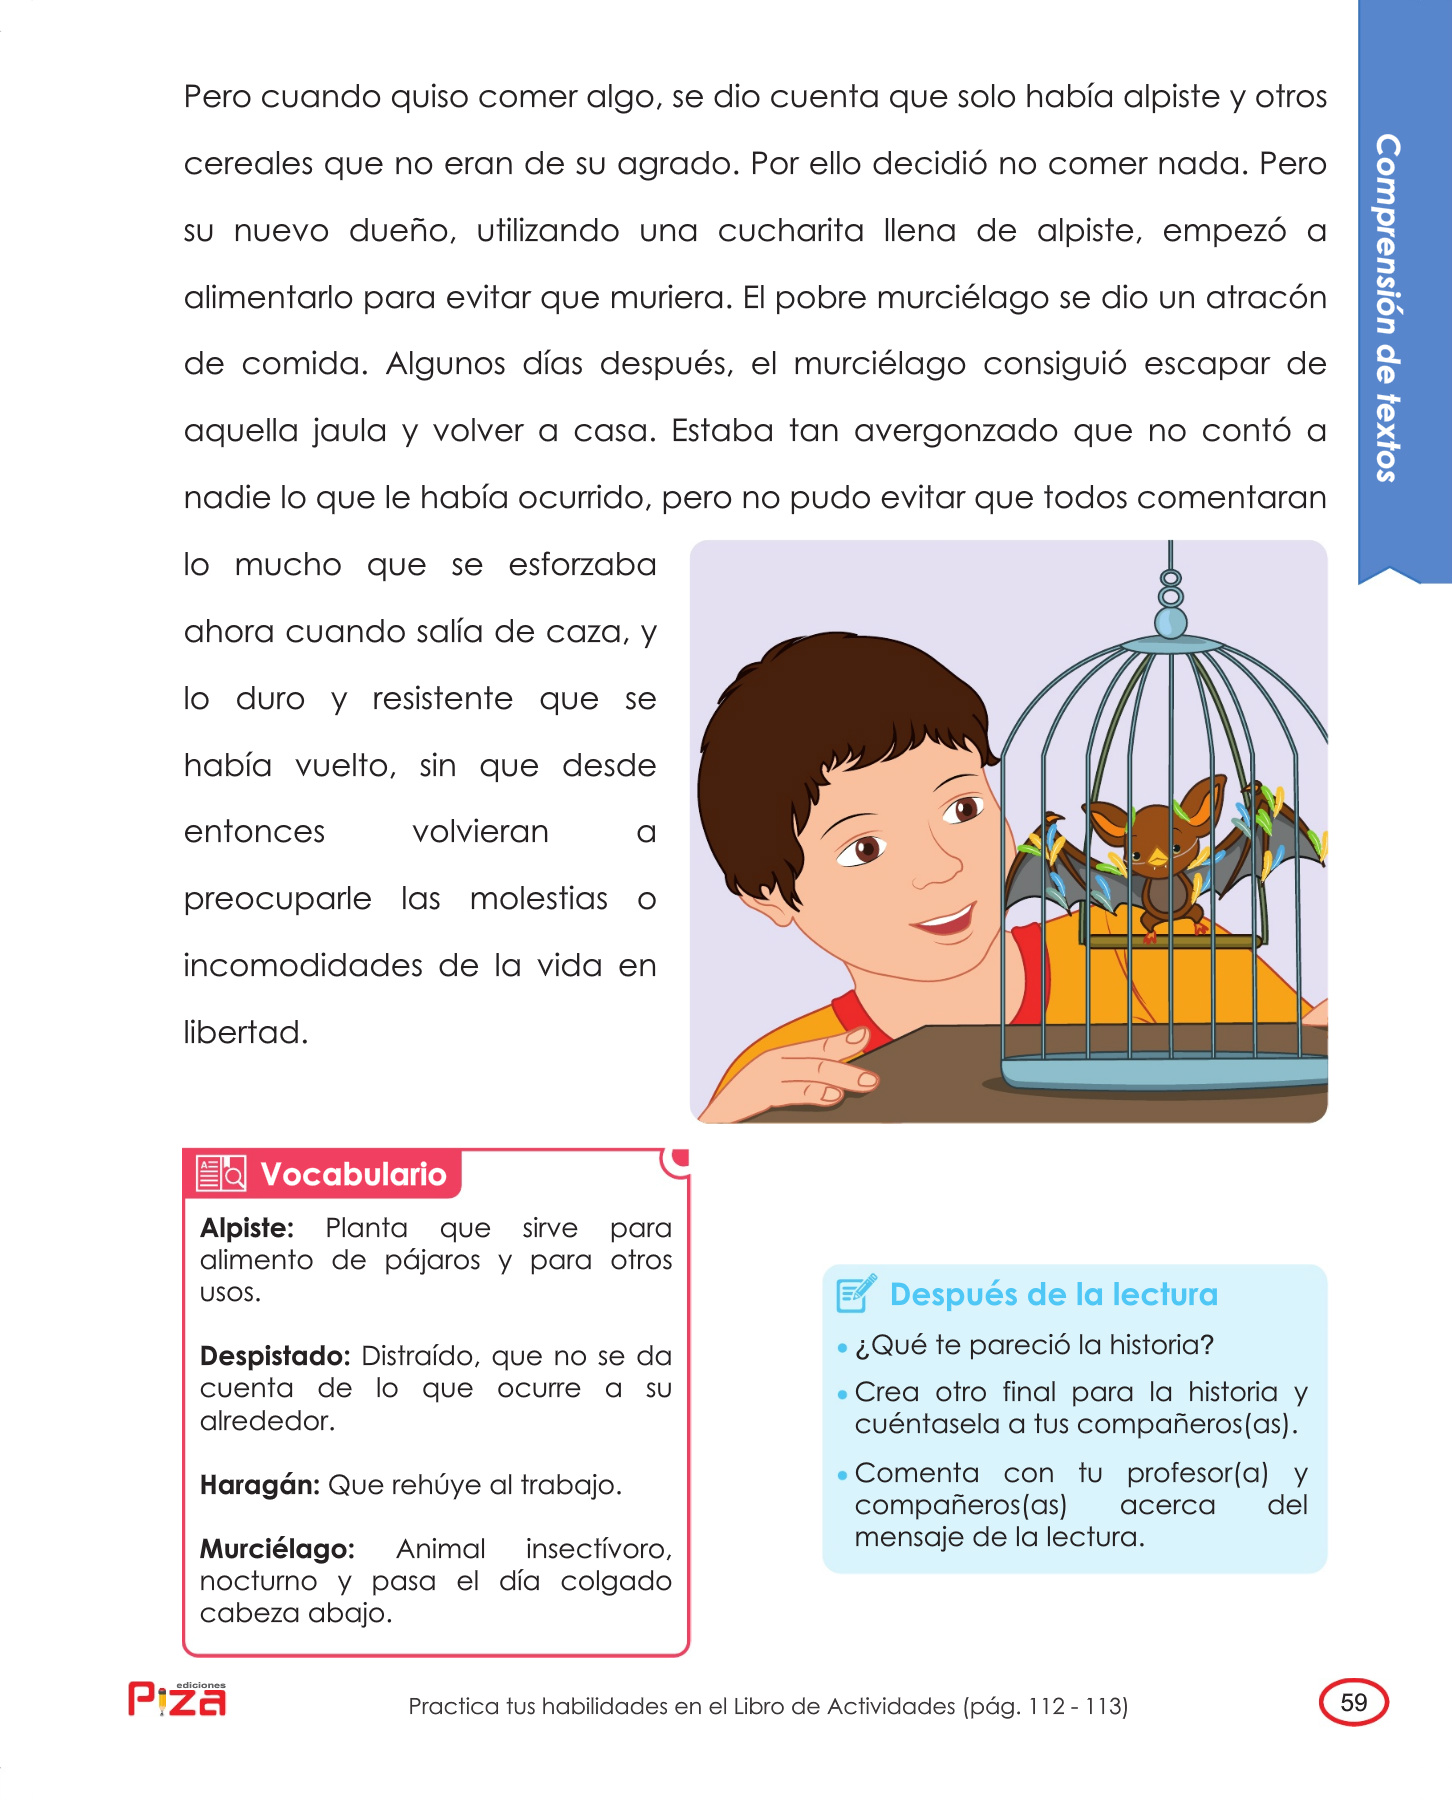 Pero cuando quiso comer algo, se dio cuenta que solo había alpiste y otros
cereales que no eran de su agrado. Por ello decidió no comer nada. Pero
su nuevo dueño, utilizando una cucharita llena de alpiste, empezó a
alimentarlo para evitar que muriera. El pobre murciélago se dio un atracón
de comida. Algunos días después, el murciélago consiguió escapar de
aquella jaula y volver a casa. Estaba tan avergonzado que no contó a
nadie lo que le había ocurrido, pero no pudo evitar que todos comentaran
lo mucho que se esforzaba
ahora cuando salía de caza, y
lo duro y resistente que se
había vuelto, sin que desde
entonces volvieran a
preocuparle las molestias o
incomodidades de la vida en
libertad.
Comprensión de textos
Vocabulario
Alpiste: Planta que sirve para
alimento de pájaros y para otros
usos.
Despistado: Distraído, que no se da
cuenta de lo que ocurre a su
alrededor.
Haragán: Que rehúye al trabajo.
Murciélago: Animal insectívoro,
nocturno y pasa el día colgado
cabeza abajo.
Después de la lectura
• ¿Qué te pareció la historia?
• Crea otro final para la historia y
cuéntasela a tus compañeros(as).
• Comenta con tu profesor(a) y
compañeros(as) acerca del
mensaje de la lectura.
ediciones
Piza
Practica tus habilidades en el Libro de Actividades (pág. 112 - 113)
59